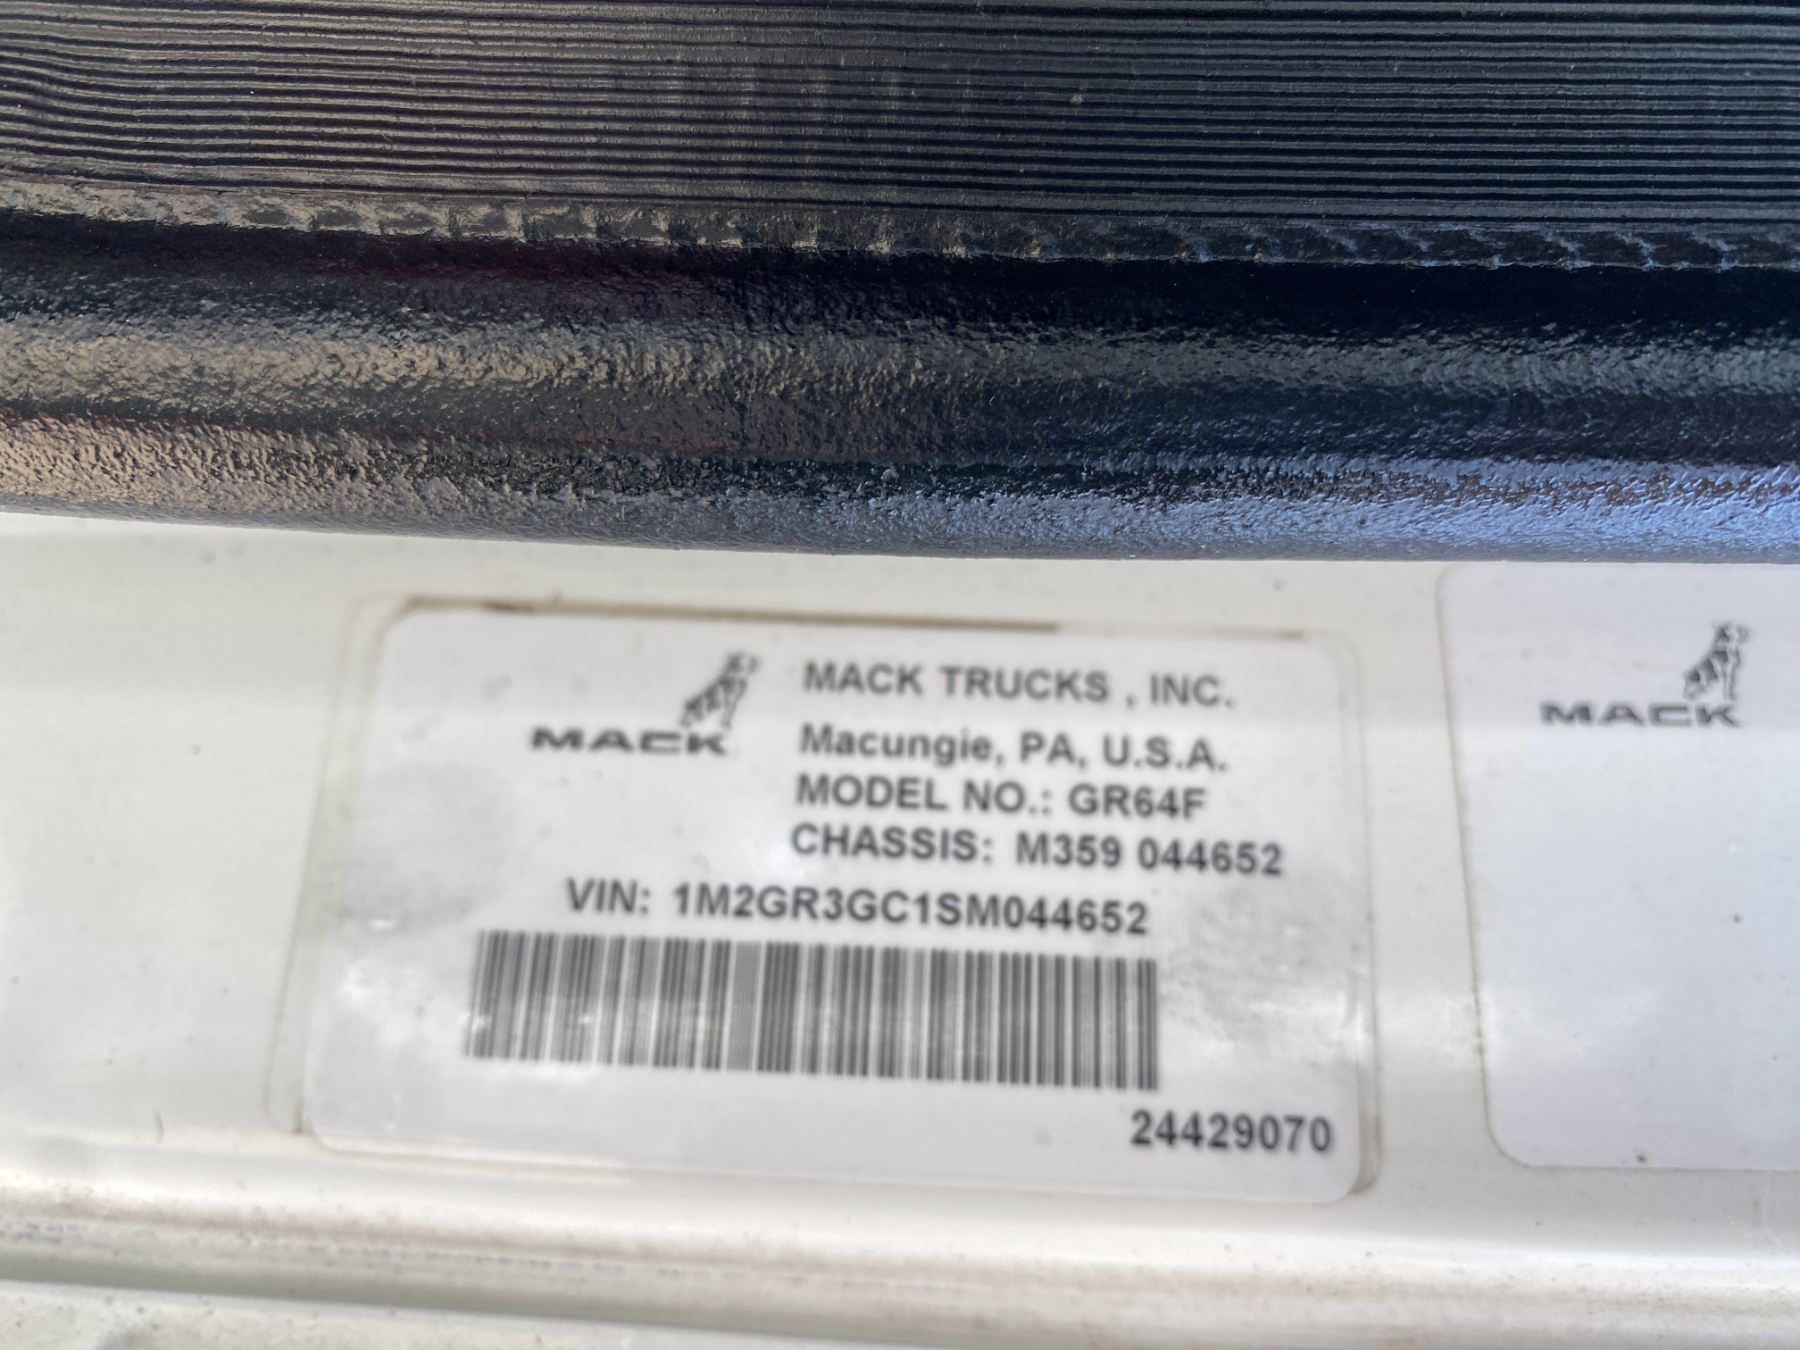 MACK
MACK TRUCKS , INC.
Macungie, PA, U.S.A.
MODEL NO.: GR64F
CHASSIS: M359 044652
VIN: 1M2GR3GC1SM044652
24429070
MACK